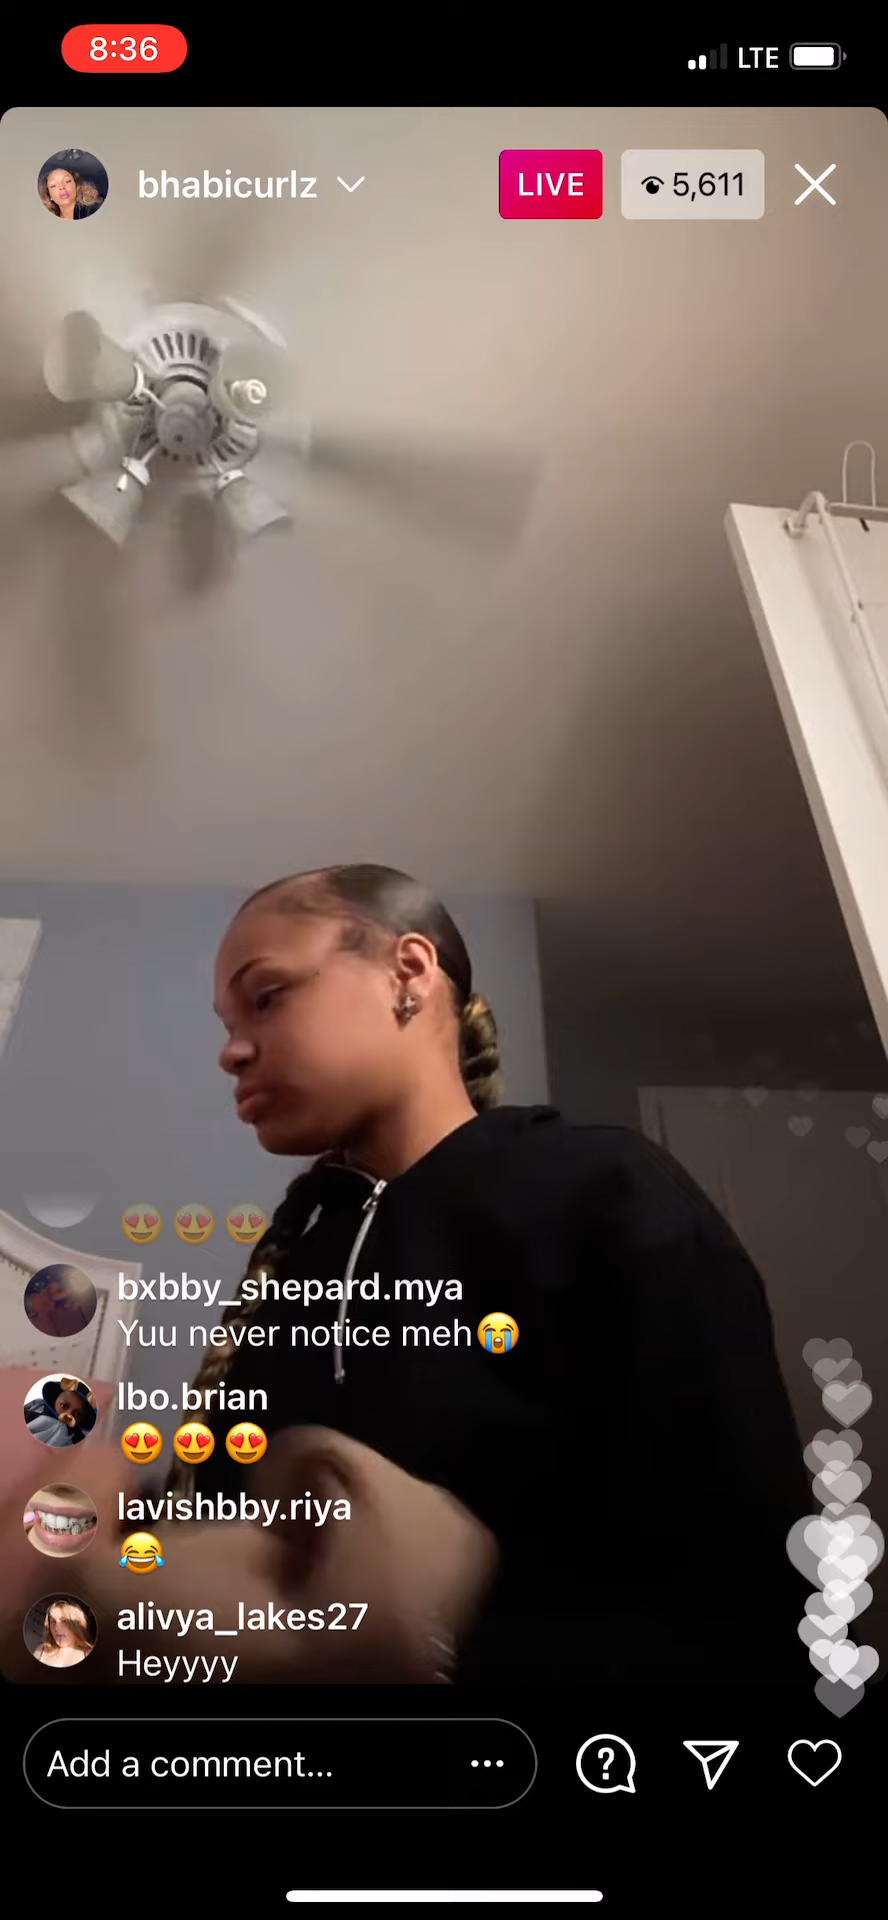 8:36
LTE
bhabicurlz
LIVE
5,611
😍😍😍
bxbby_shepard.mya
Yuu never notice meh😭
lbo.brian
😍😍😍
lavishbby.riya
😂
alivya_lakes27
Heyyyy
Add a comment...